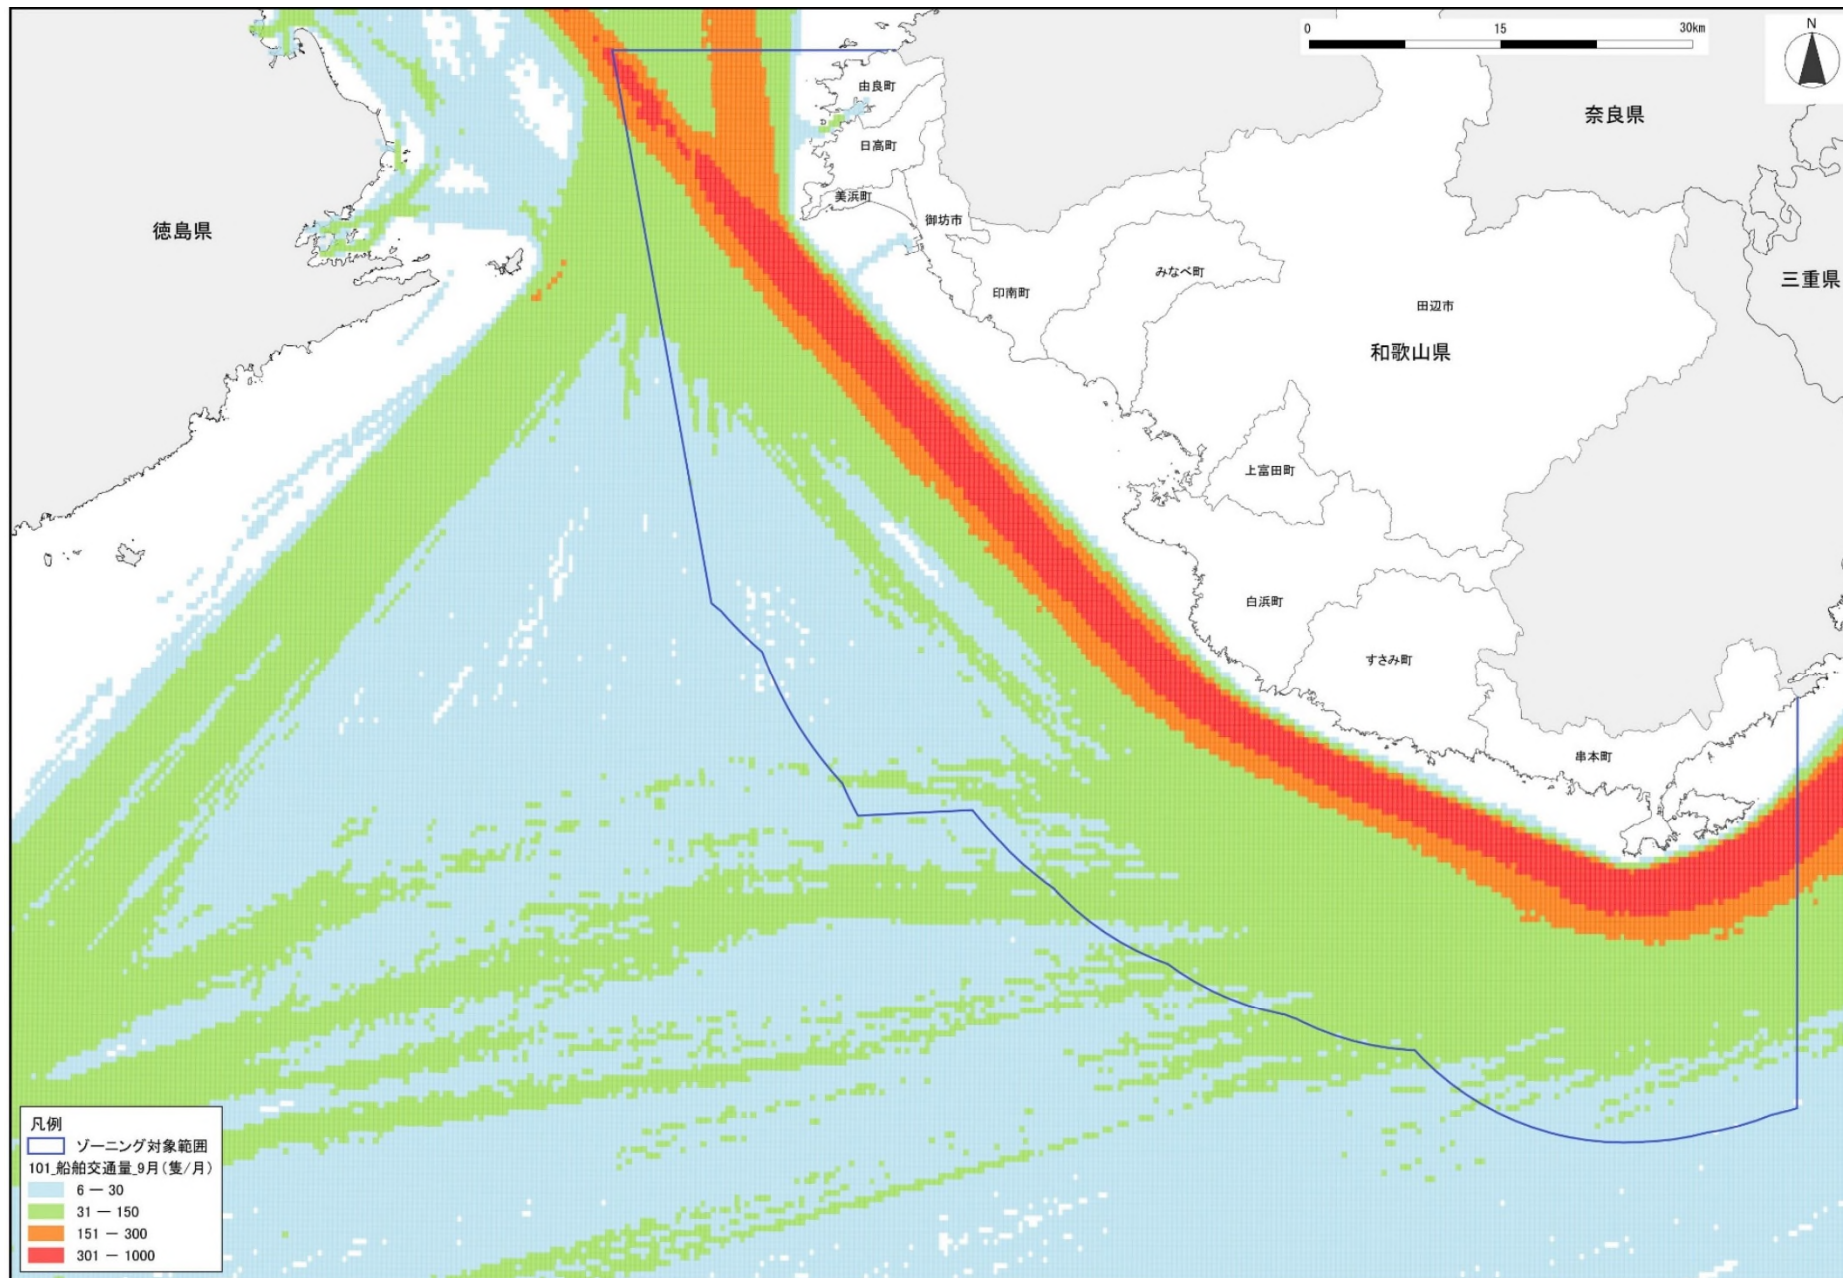 0 15 30km
N
由良町
奈良県
日高町
美浜町
御坊市
徳島県
みなべ町
三重県
印南町
田辺市
和歌山県
上富田町
白浜町
すさみ町
串本町
凡例
ゾーニング対象範囲
101_船舶交通量_9月(隻/月)
6 － 30
31 － 150
151 － 300
301 － 1000